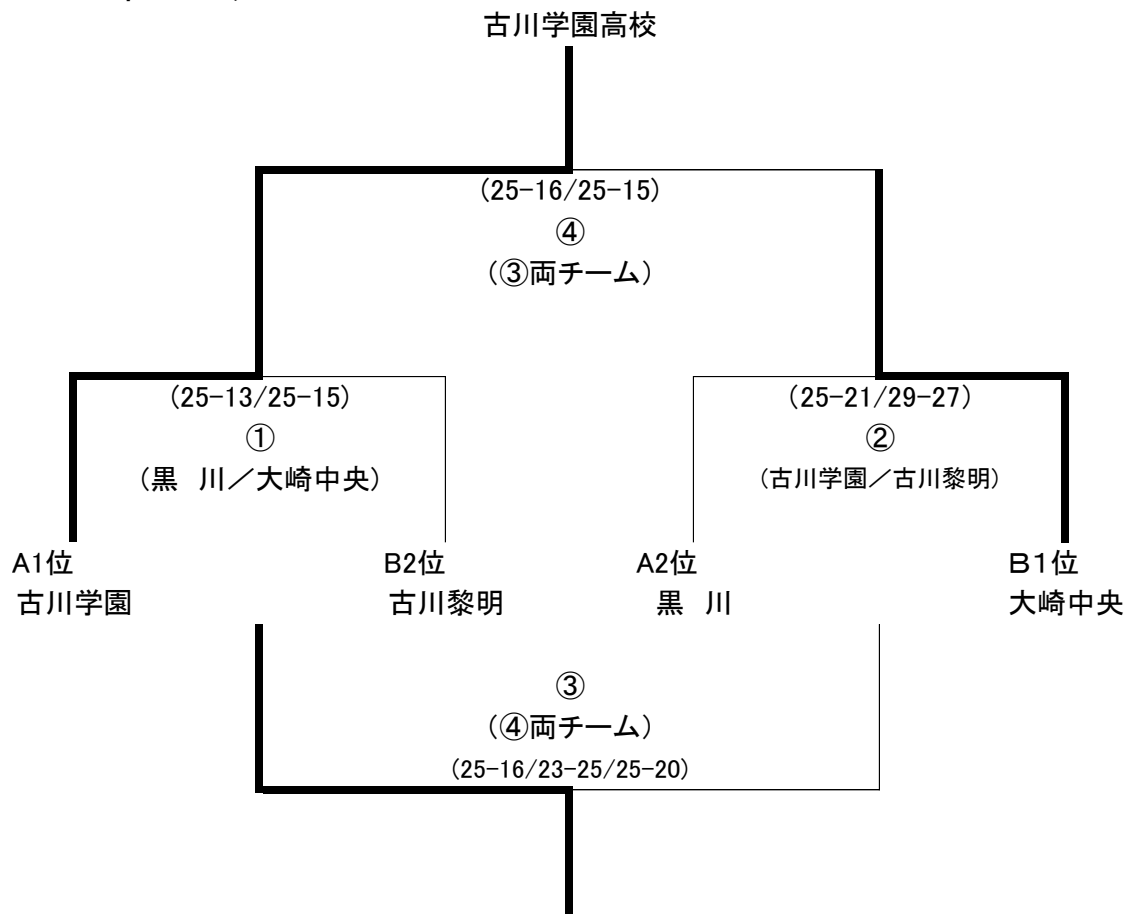 古川学園高校
(25-16/25-15)
④
(③両チーム)
(25-13/25-15)
①
(黒 川/大崎中央)
(25-21/29-27)
②
(古川学園/古川黎明)
A1位
古川学園
B2位
古川黎明
A2位
黒 川
B1位
大崎中央
③
(④両チーム)
(25-16/23-25/25-20)